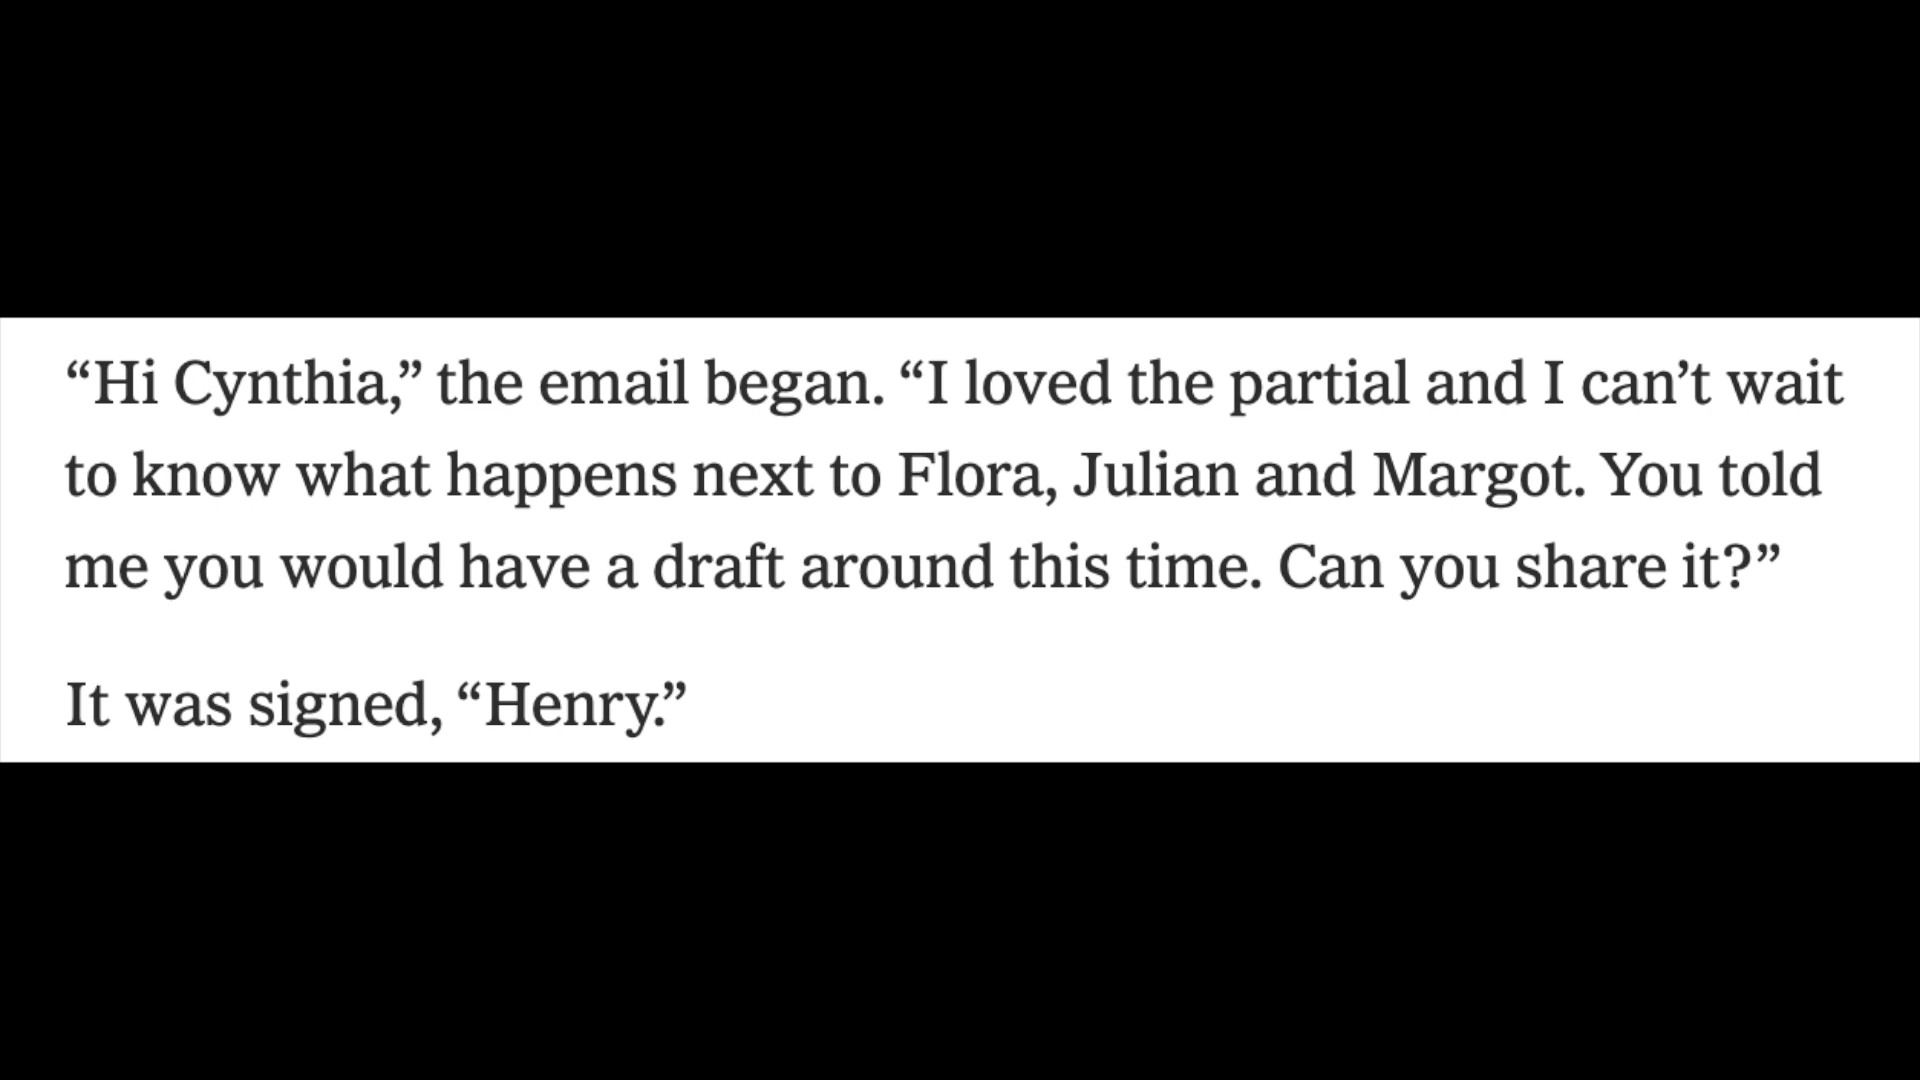 “Hi Cynthia,” the email began. “I loved the partial and I can’t wait
to know what happens next to Flora, Julian and Margot. You told
me you would have a draft around this time. Can you share it?”
It was signed, “Henry.”